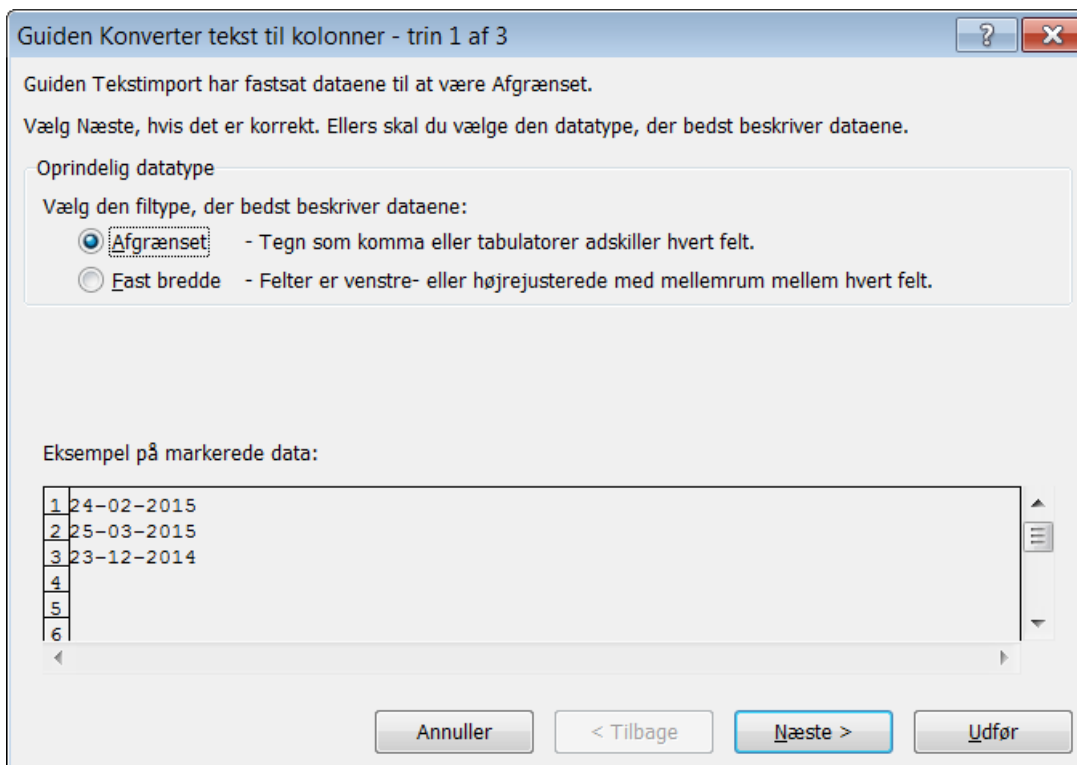 Guiden Konverter tekst til kolonner - trin 1 af 3
Guiden Tekstimport har fastsat dataene til at være Afgrænset.
Vælg Næste, hvis det er korrekt. Ellers skal du vælge den datatype, der bedst beskriver dataene.
Oprindelig datatype
Vælg den filtype, der bedst beskriver dataene:
Afgrænset - Tegn som komma eller tabulatorer adskiller hvert felt.
Fast bredde - Felter er venstre- eller højrejusterede med mellemrum mellem hvert felt.
Eksempel på markerede data:
1 24-02-2015
2 25-03-2015
3 23-12-2014
4
5
6
Annuller < Tilbage Næste > Udfør